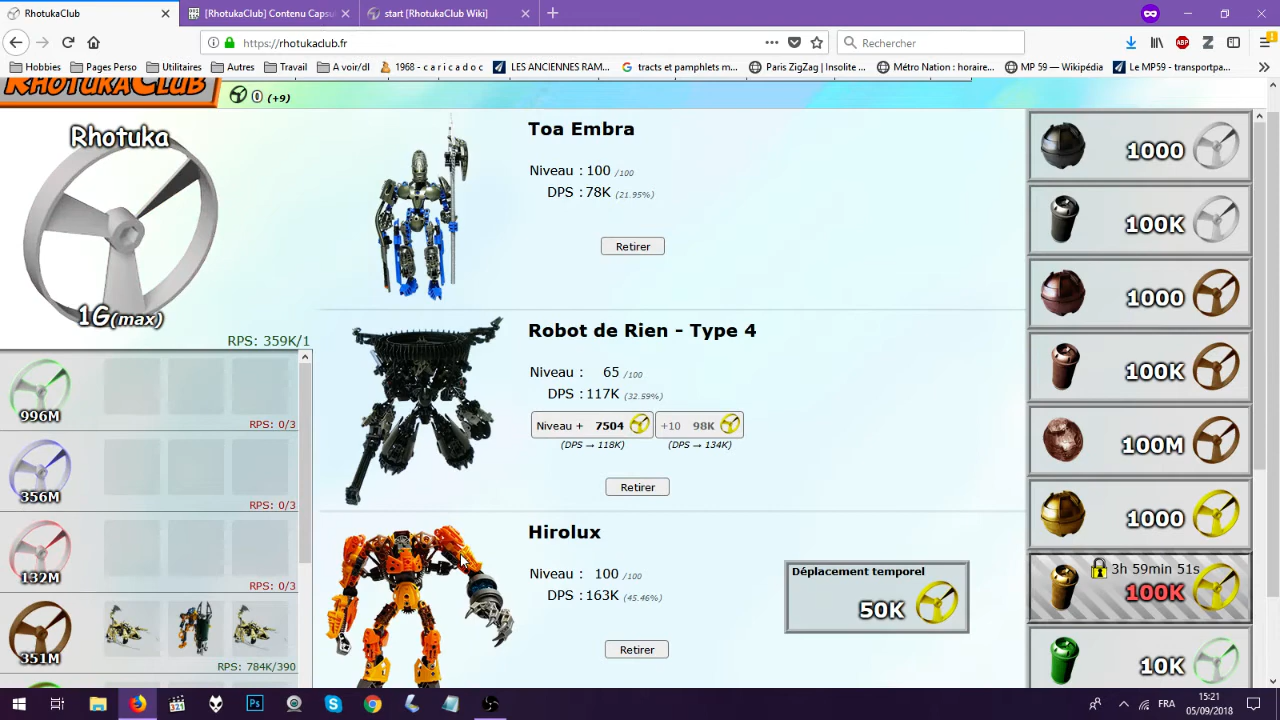 RhotukaClub
[RhotukaClub] Contenu Capsul
start [RhotukaClub Wiki]
https://rhotukaclub.fr
Rechercher
ABP
Hobbies
Pages Perso
Utilitaires
Autres
Travail
A voir/dl
1968 - c a r i c a d o c
LES ANCIENNES RAM...
tracts et pamphlets m...
Paris ZigZag | Insolite ...
Métro Nation : horaire...
MP 59 — Wikipédia
Le MP59 - transportpa...
RHOTUKACLUB
0 (+9)
Rhotuka
1G(max)
RPS: 359K/1
996M
RPS: 0/3
356M
RPS: 0/3
132M
RPS: 0/3
351M
RPS: 784K/390
Toa Embra
Niveau : 100 /100
DPS : 78K (21.95%)
Retirer
Robot de Rien - Type 4
Niveau : 65 /100
DPS : 117K (32.59%)
Niveau + 7504
+10 98K
(DPS → 118K)
(DPS → 134K)
Retirer
Hirolux
Niveau : 100 /100
DPS : 163K (45.46%)
Déplacement temporel
50K
Retirer
1000
100K
1000
100K
100M
1000
3h 59min 51s
100K
10K
321
Ps
FRA
15:21
05/09/2018